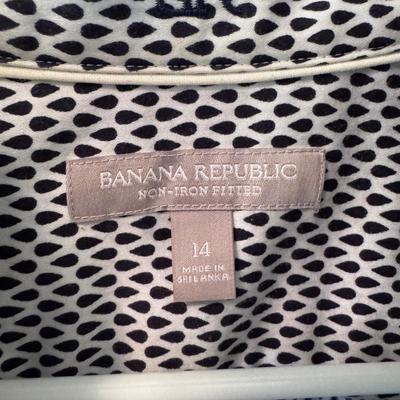 BANANA REPUBLIC
NON-IRON FITTED
14
MADE IN
SRI LANKA